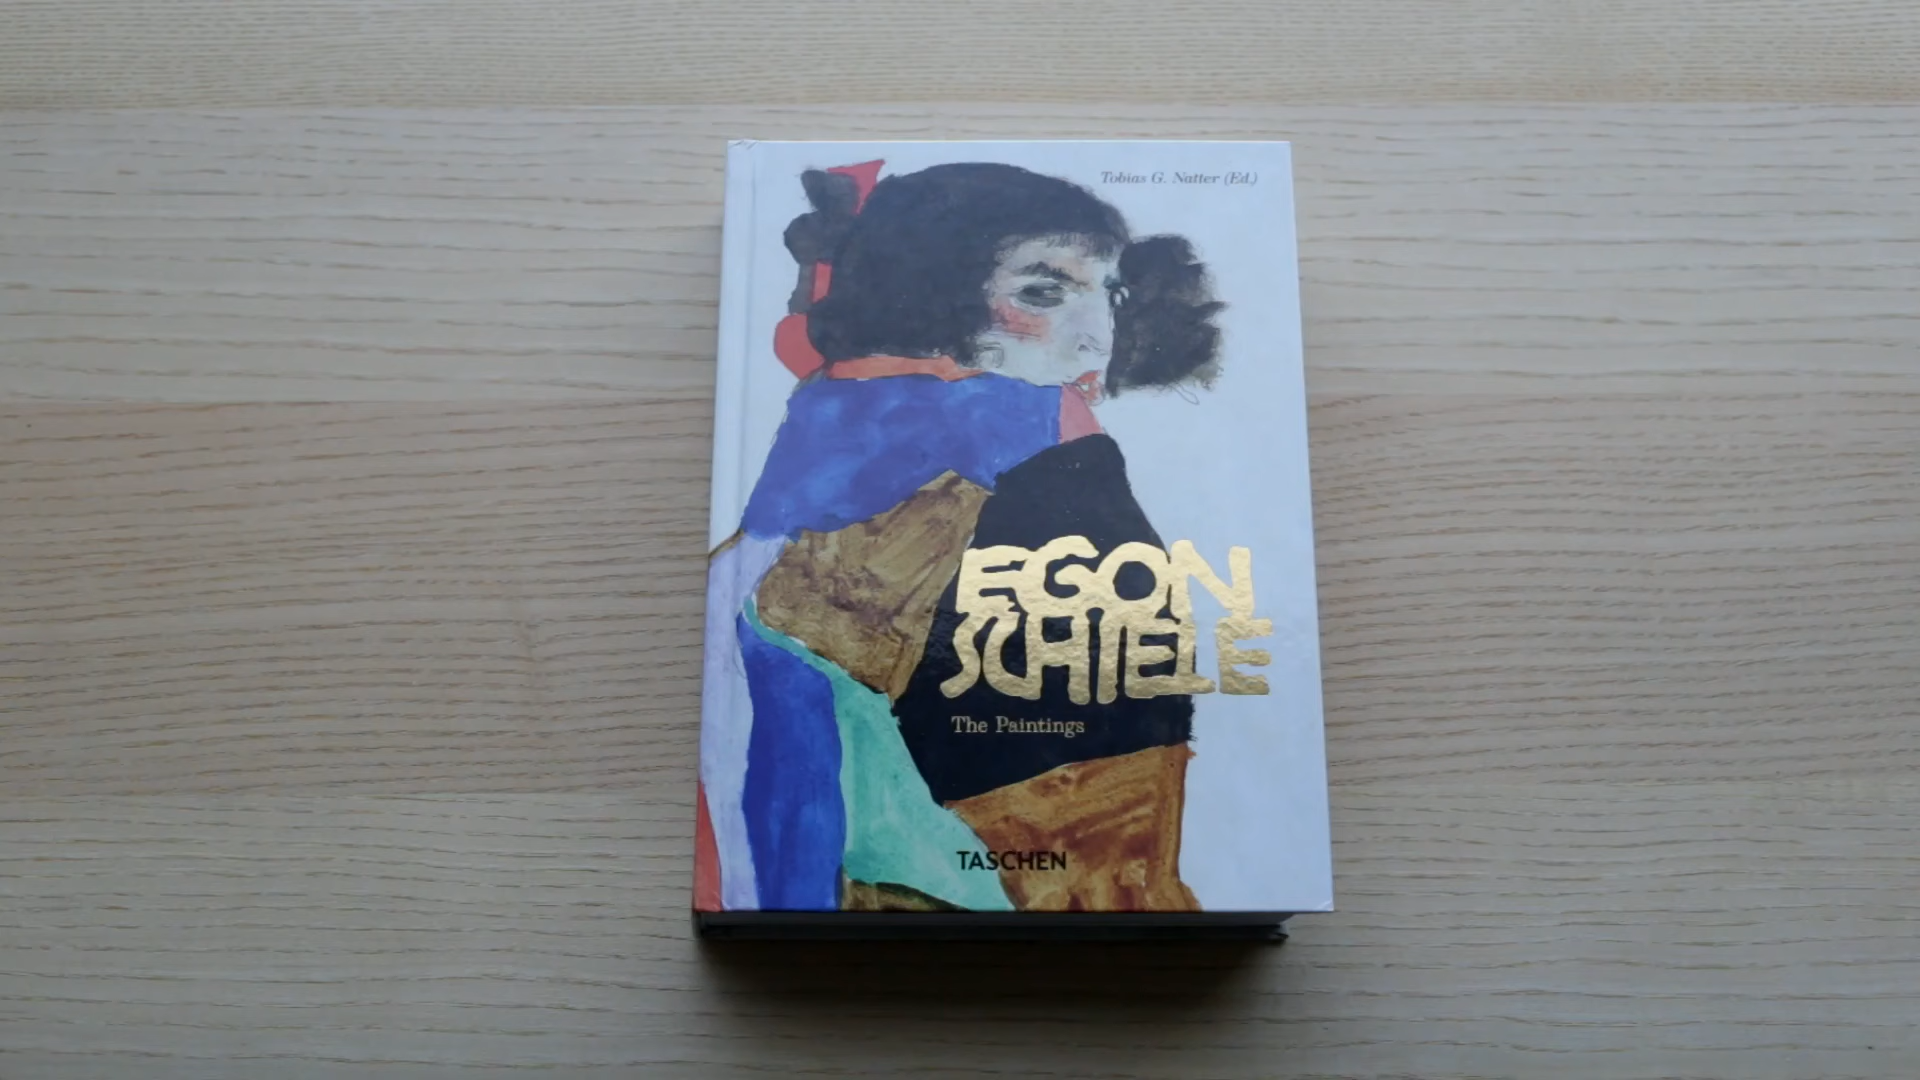 Tobias G. Natter (Ed.)
EGON
SCHIELE
The Paintings
TASCHEN